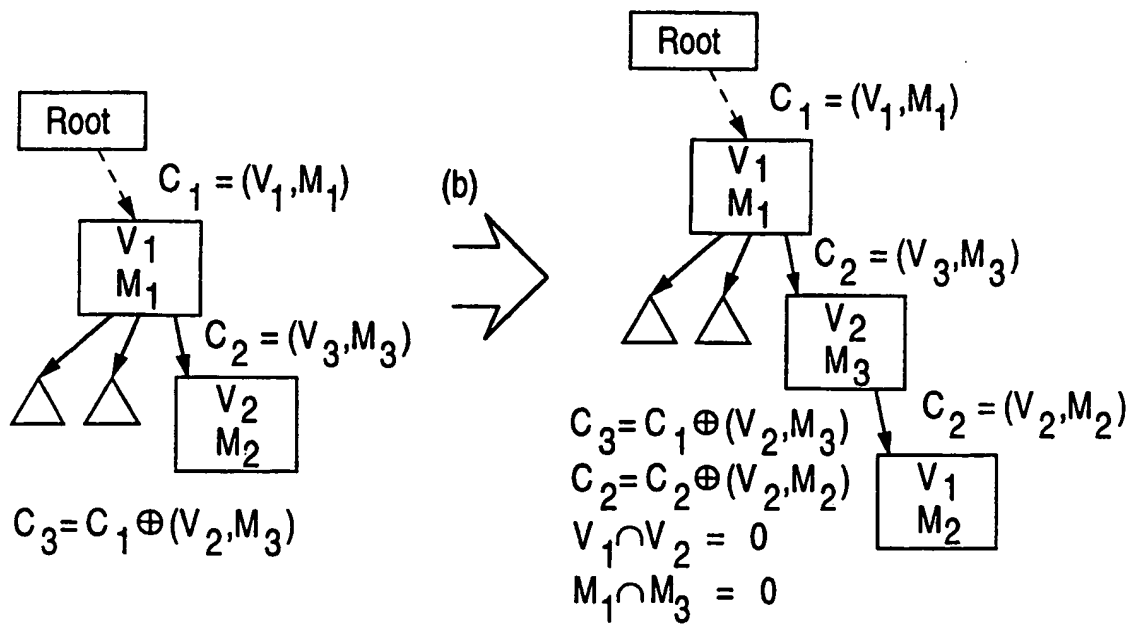 Root
C₁ = (V₁,M₁)
V₁
M₁
C₂ = (V₃,M₃)
V₂
M₂
C₃=C₁⊕(V₂,M₃)
(b)
Root
C₁ = (V₁,M₁)
V₁
M₁
C₂ = (V₃,M₃)
V₂
M₃
C₂ = (V₂,M₂)
V₁
M₂
C₃=C₁⊕(V₂,M₃)
C₂=C₂⊕(V₂,M₂)
V₁∩V₂ = 0
M₁∩M₃ = 0